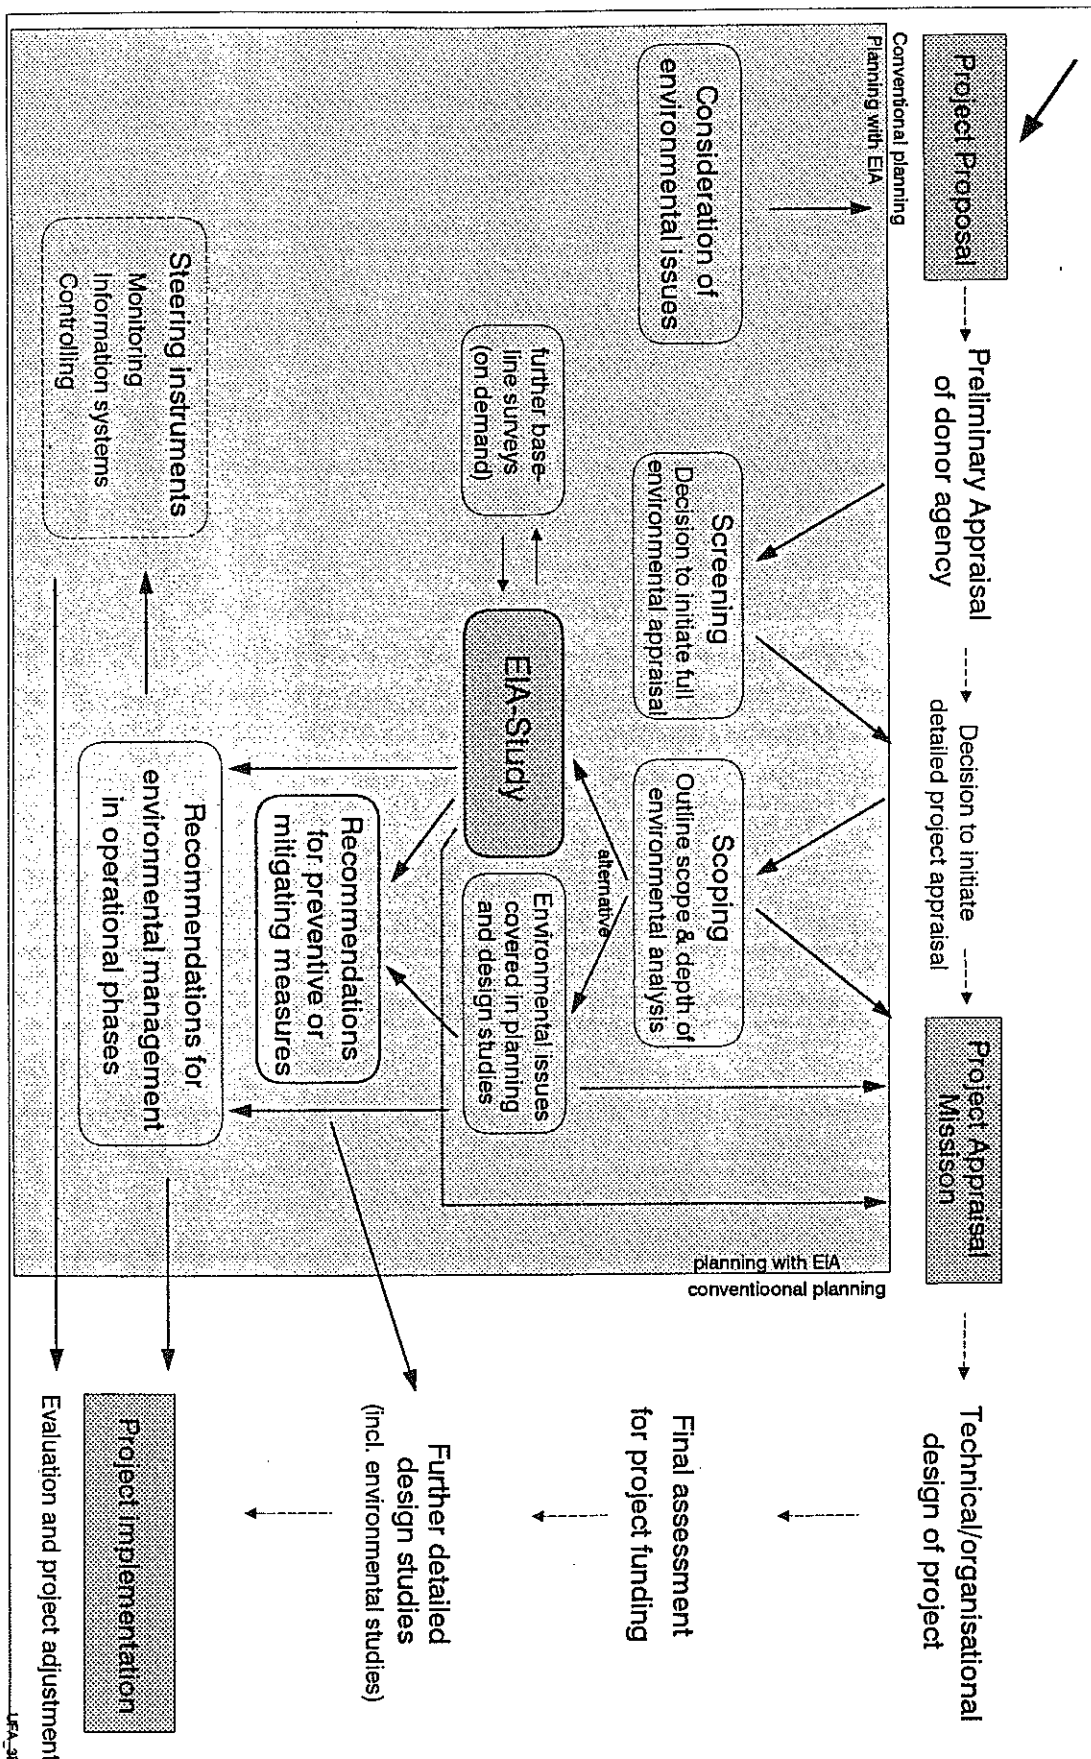 Project Proposal
Preliminary Appraisal
of donor agency
Decision to initiate
detailed project appraisal
Project Appraisal
Missison
Technical/organisational
design of project
Conventional planning
Planning with EIA
planning with EIA
conventioonal planning
Consideration of
environmental issues
Screening
Decision to initiate full
environmental appraisal
Scoping
Outline scope & depth of
environmental analysis
Final assessment
for project funding
alternative
further base-
line surveys
(on demand)
EIA-Study
Environmental issues
covered in planning
and design studies
Further detailed
design studies
(incl. environmental studies)
Recommendations
for preventive or
mitigating measures
Steering instruments
Monitoring
Information systems
Controlling
Recommendations for
environmental management
in operational phases
Project Implementation
Evaluation and project adjustment